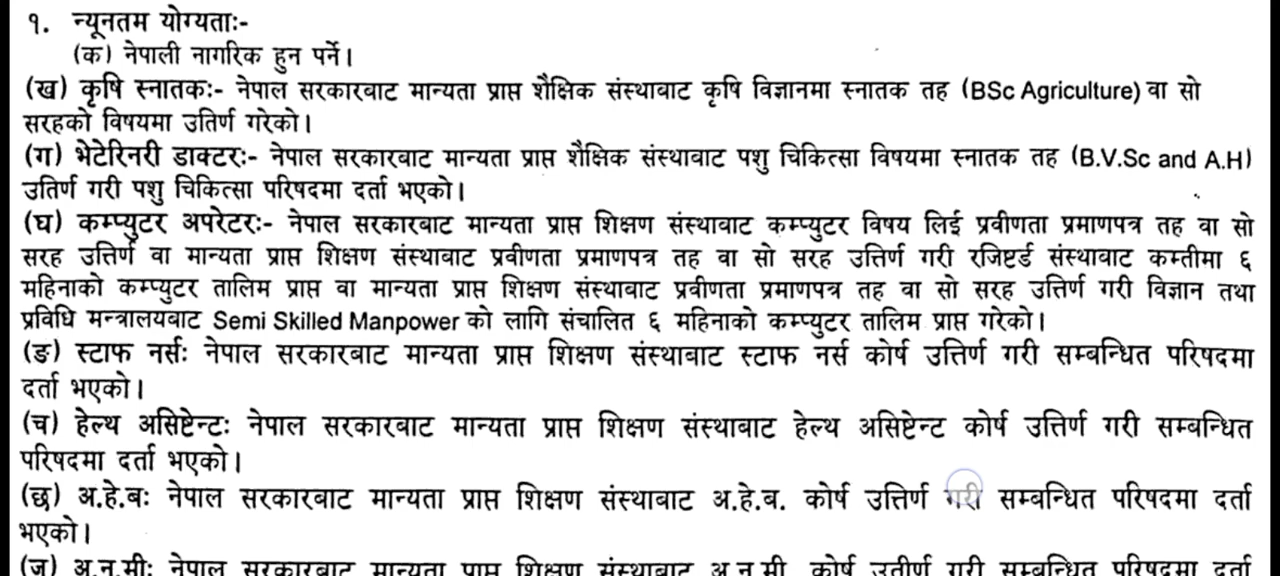 १. न्यूनतम योग्यताः-
(क) नेपाली नागरिक हुन पर्ने।
(ख) कृषि स्नातकः- नेपाल सरकारबाट मान्यता प्राप्त शैक्षिक संस्थाबाट कृषि विज्ञानमा स्नातक तह (BSc Agriculture) वा सो
सरहको विषयमा उतिर्ण गरेको।
(ग) भेटेरिनरी डाक्टरः- नेपाल सरकारबाट मान्यता प्राप्त शैक्षिक संस्थाबाट पशु चिकित्सा विषयमा स्नातक तह (B.V.Sc and A.H)
उतिर्ण गरी पशु चिकित्सा परिषदमा दर्ता भएको।
(घ) कम्प्युटर अपरेटरः- नेपाल सरकारबाट मान्यता प्राप्त शिक्षण संस्थाबाट कम्प्युटर विषय लिई प्रवीणता प्रमाणपत्र तह वा सो
सरह उत्तिर्ण वा मान्यता प्राप्त शिक्षण संस्थाबाट प्रवीणता प्रमाणपत्र तह वा सो सरह उत्तिर्ण गरी रजिष्टर्ड संस्थाबाट कम्तीमा ६
महिनाको कम्प्युटर तालिम प्राप्त वा मान्यता प्राप्त शिक्षण संस्थाबाट प्रवीणता प्रमाणपत्र तह वा सो सरह उत्तिर्ण गरी विज्ञान तथा
प्रविधि मन्त्रालयबाट Semi Skilled Manpower को लागि संचालित ६ महिनाको कम्प्युटर तालिम प्राप्त गरेको।
(ङ) स्टाफ नर्सः नेपाल सरकारबाट मान्यता प्राप्त शिक्षण संस्थाबाट स्टाफ नर्स कोर्ष उत्तिर्ण गरी सम्बन्धित परिषदमा
दर्ता भएको।
(च) हेल्थ असिष्टेन्टः नेपाल सरकारबाट मान्यता प्राप्त शिक्षण संस्थाबाट हेल्थ असिष्टेन्ट कोर्ष उत्तिर्ण गरी सम्बन्धित
परिषदमा दर्ता भएको।
(छ) अ.हे.बः नेपाल सरकारबाट मान्यता प्राप्त शिक्षण संस्थाबाट अ.हे.ब. कोर्ष उत्तिर्ण गरी सम्बन्धित परिषदमा दर्ता
भएको।
(ज) अ.न.मीः नेपाल सरकारबाट मान्यता प्राप्त शिक्षण संस्थाबाट अ.न.मी. कोर्ष उतीर्ण गरी सम्बन्धित परिषदमा दर्ता